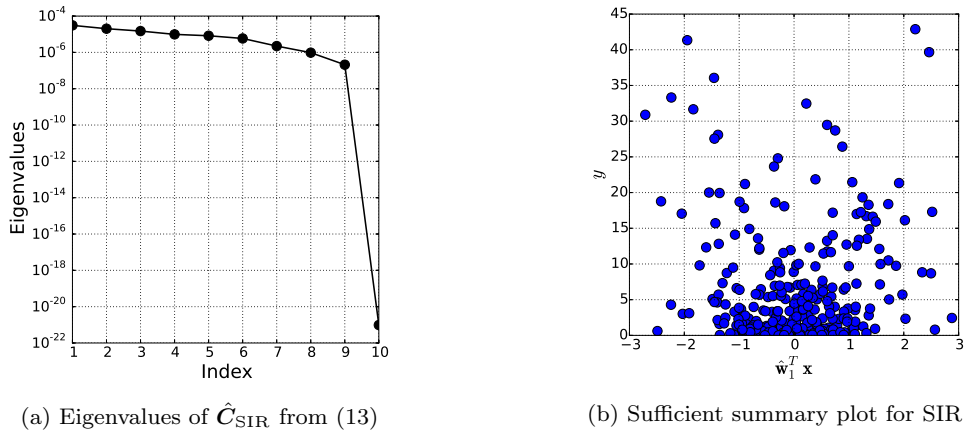 10^{-4}
10^{-6}
10^{-8}
10^{-10}
10^{-12}
10^{-14}
10^{-16}
10^{-18}
10^{-20}
10^{-22}
Eigenvalues
1 2 3 4 5 6 7 8 9 10
Index
(a) Eigenvalues of Ĉ_SIR from (13)
45
40
35
30
25
20
15
10
5
0
y
−3 −2 −1 0 1 2 3
ŵ_1^T x
(b) Sufficient summary plot for SIR